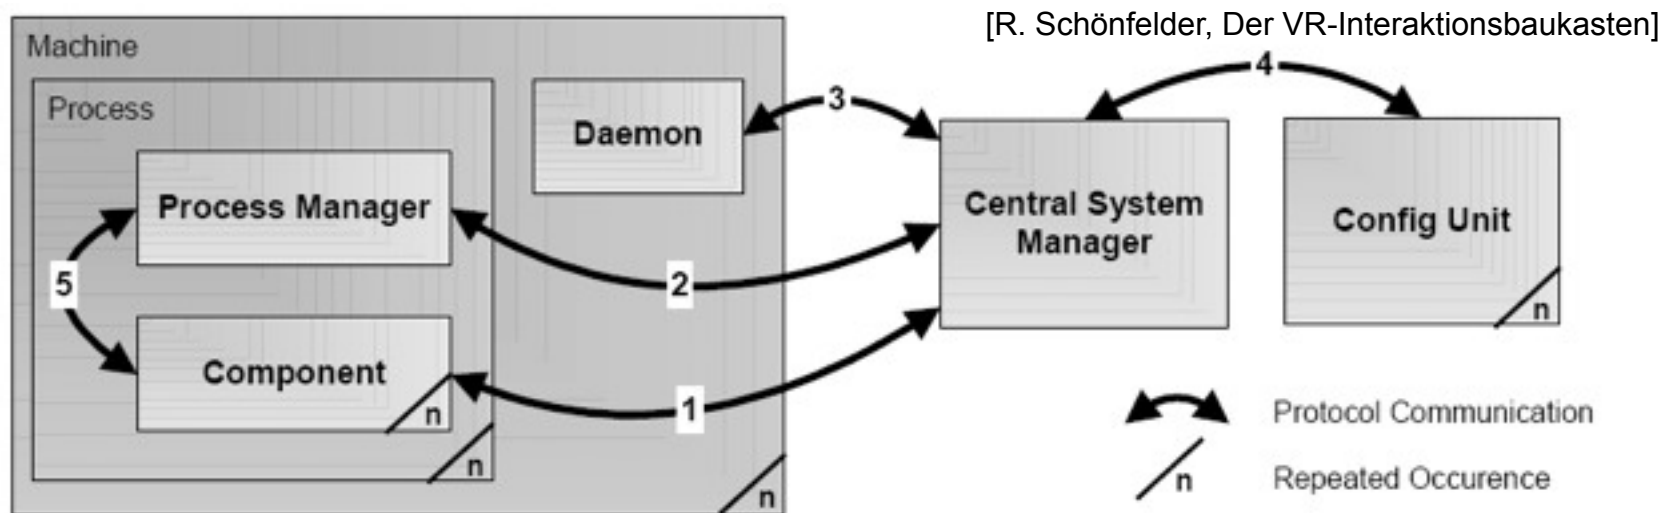 [R. Schönfelder, Der VR-Interaktionsbaukasten]
Machine
Process
Process Manager
Component
n
n
n
Daemon
Central System
Manager
Config Unit
n
1
2
3
4
5
Protocol Communication
n
Repeated Occurence